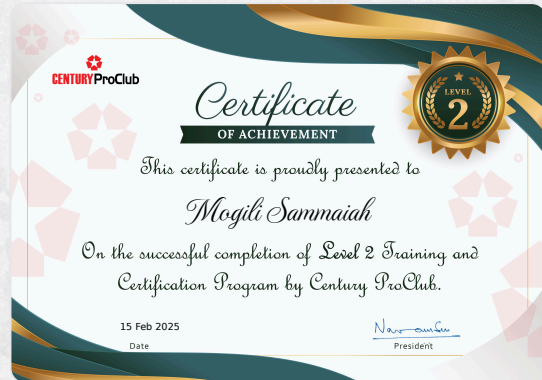 CENTURY ProClub
Certificate
OF ACHIEVEMENT
LEVEL
2
This certificate is proudly presented to
Mogili Sammaiah
On the successful completion of Level 2 Training and
Certification Program by Century ProClub.
15 Feb 2025
Date
President